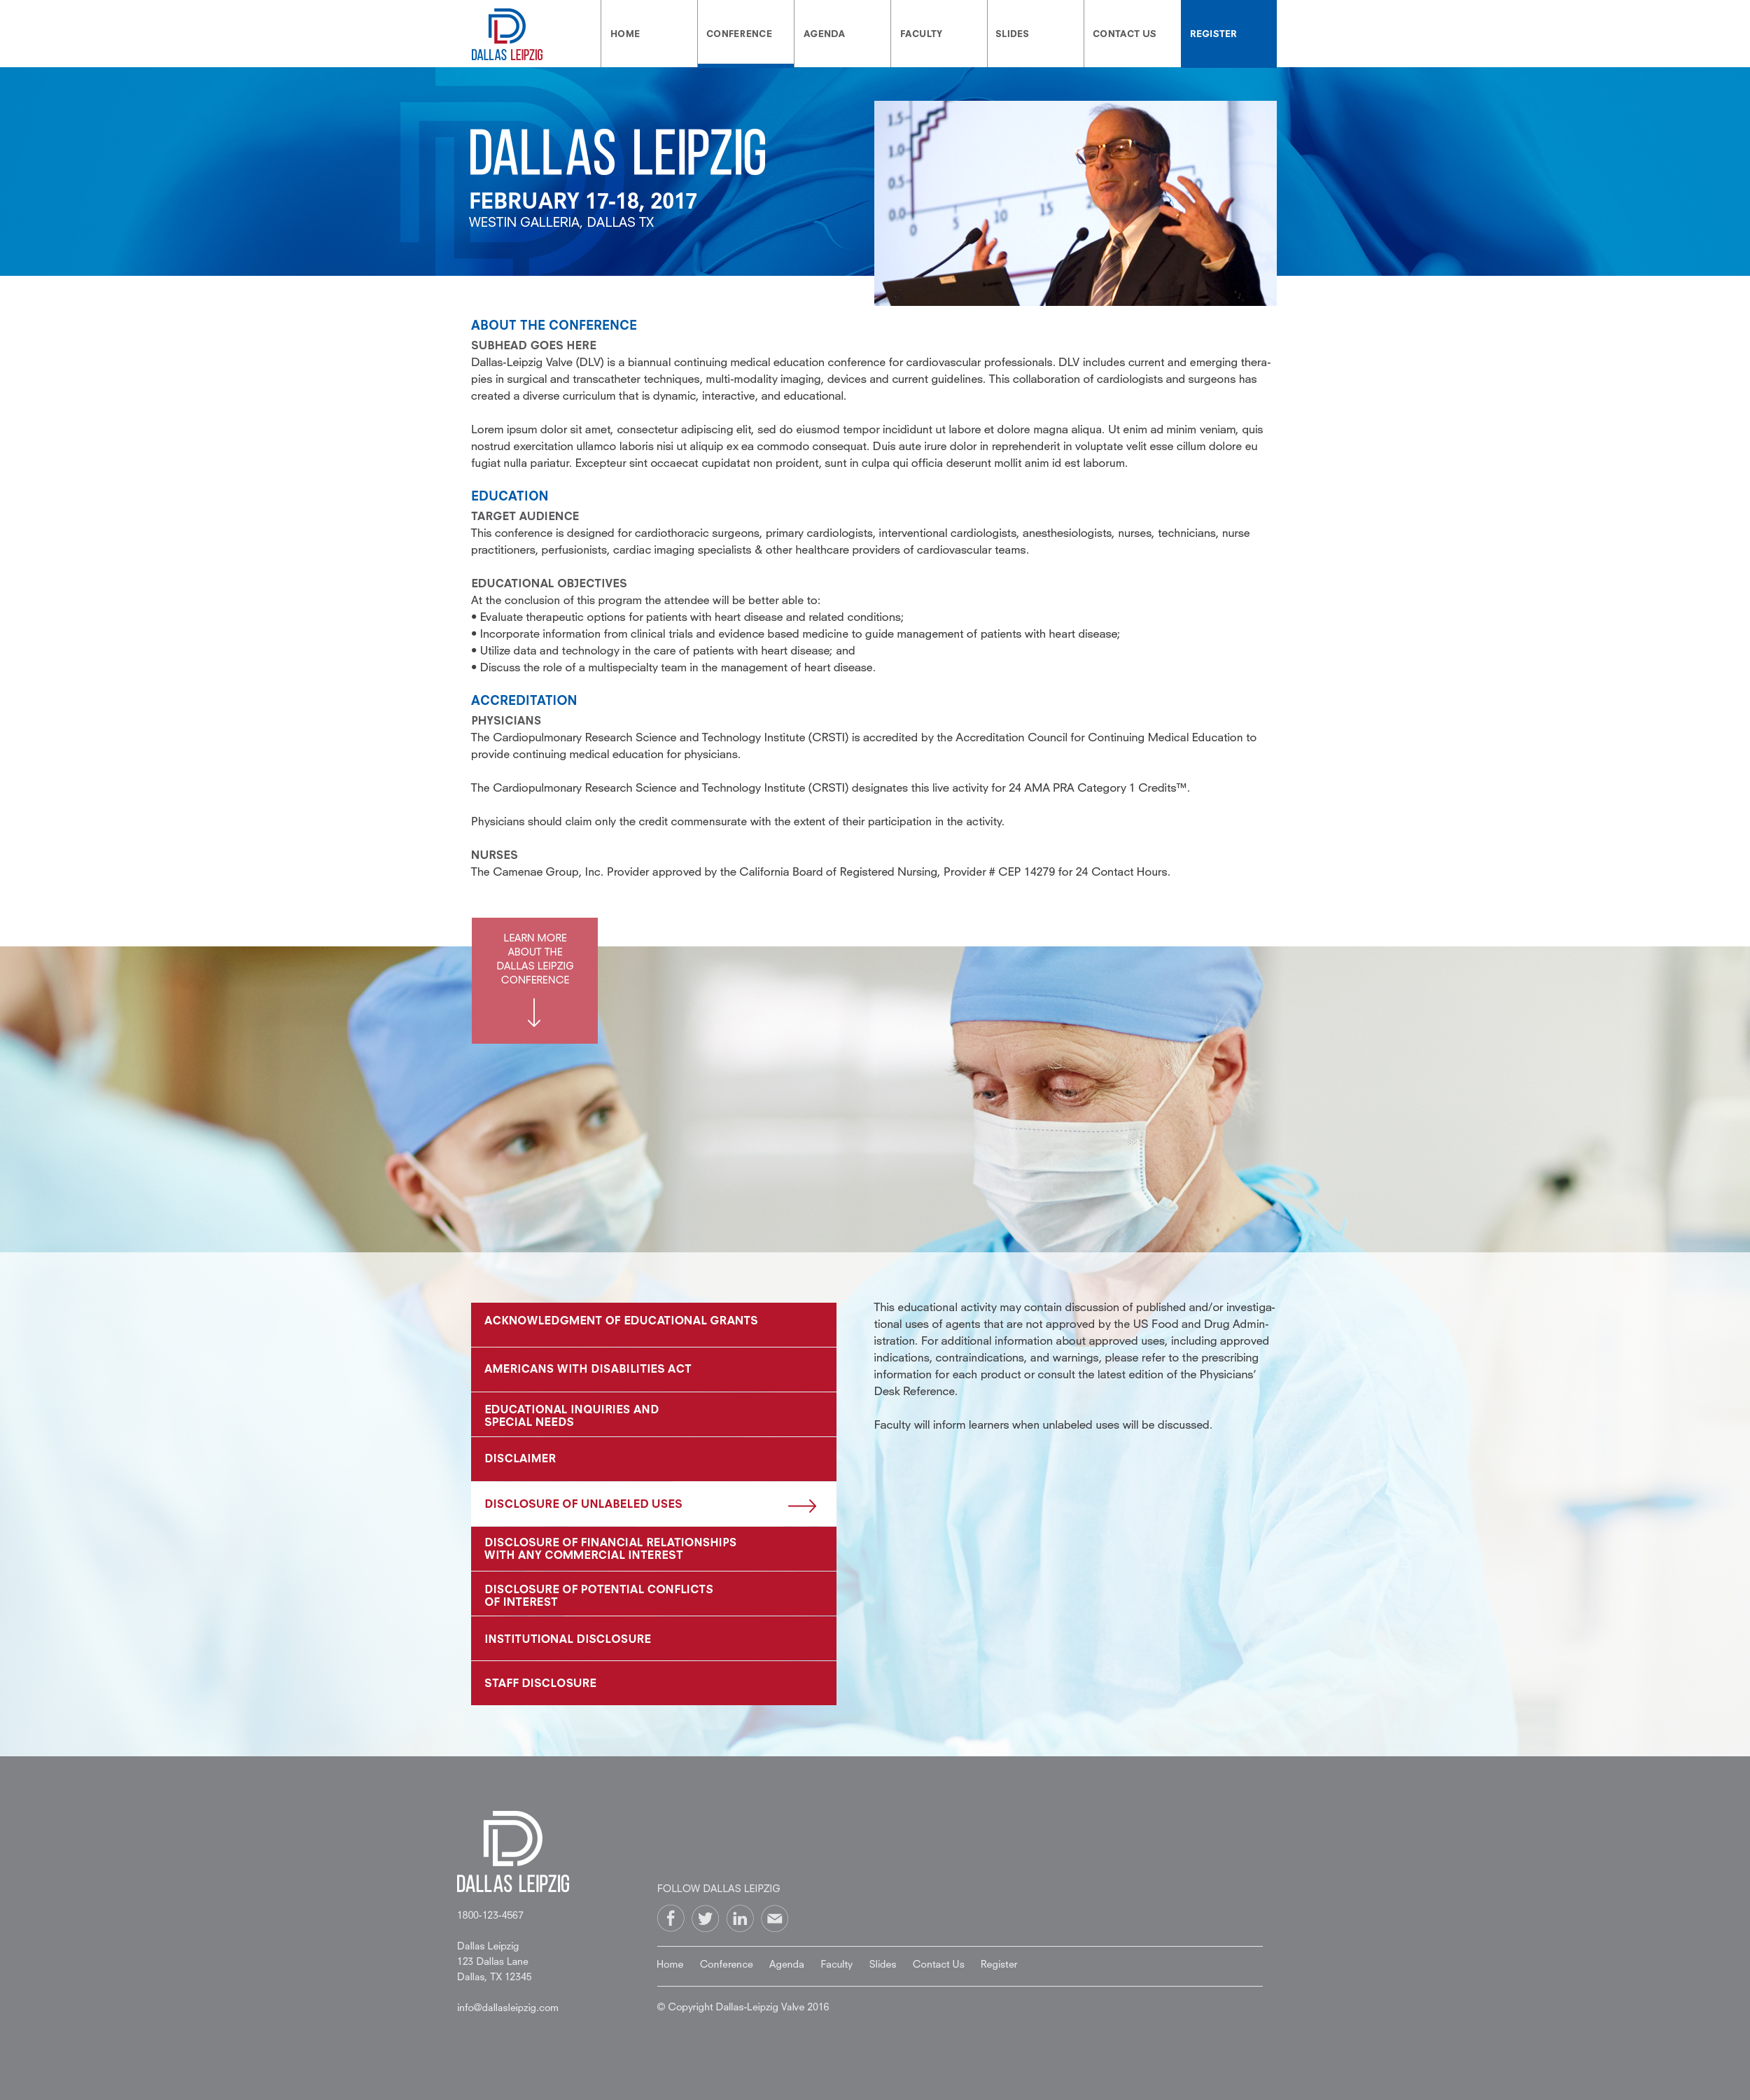 DALLAS LEIPZIG
HOME
CONFERENCE
AGENDA
FACULTY
SLIDES
CONTACT US
REGISTER
DALLAS LEIPZIG
FEBRUARY 17-18, 2017
WESTIN GALLERIA, DALLAS TX
1.5
1.0
0.5
0.0
0
5
10
15
ABOUT THE CONFERENCE
SUBHEAD GOES HERE
Dallas-Leipzig Valve (DLV) is a biannual continuing medical education conference for cardiovascular professionals. DLV includes current and emerging thera-
pies in surgical and transcatheter techniques, multi-modality imaging, devices and current guidelines. This collaboration of cardiologists and surgeons has
created a diverse curriculum that is dynamic, interactive, and educational.
Lorem ipsum dolor sit amet, consectetur adipiscing elit, sed do eiusmod tempor incididunt ut labore et dolore magna aliqua. Ut enim ad minim veniam, quis
nostrud exercitation ullamco laboris nisi ut aliquip ex ea commodo consequat. Duis aute irure dolor in reprehenderit in voluptate velit esse cillum dolore eu
fugiat nulla pariatur. Excepteur sint occaecat cupidatat non proident, sunt in culpa qui officia deserunt mollit anim id est laborum.
EDUCATION
TARGET AUDIENCE
This conference is designed for cardiothoracic surgeons, primary cardiologists, interventional cardiologists, anesthesiologists, nurses, technicians, nurse
practitioners, perfusionists, cardiac imaging specialists & other healthcare providers of cardiovascular teams.
EDUCATIONAL OBJECTIVES
At the conclusion of this program the attendee will be better able to:
• Evaluate therapeutic options for patients with heart disease and related conditions;
• Incorporate information from clinical trials and evidence based medicine to guide management of patients with heart disease;
• Utilize data and technology in the care of patients with heart disease; and
• Discuss the role of a multispecialty team in the management of heart disease.
ACCREDITATION
PHYSICIANS
The Cardiopulmonary Research Science and Technology Institute (CRSTI) is accredited by the Accreditation Council for Continuing Medical Education to
provide continuing medical education for physicians.
The Cardiopulmonary Research Science and Technology Institute (CRSTI) designates this live activity for 24 AMA PRA Category 1 Credits™.
Physicians should claim only the credit commensurate with the extent of their participation in the activity.
NURSES
The Camenae Group, Inc. Provider approved by the California Board of Registered Nursing, Provider # CEP 14279 for 24 Contact Hours.
LEARN MORE
ABOUT THE
DALLAS LEIPZIG
CONFERENCE
ACKNOWLEDGMENT OF EDUCATIONAL GRANTS
AMERICANS WITH DISABILITIES ACT
EDUCATIONAL INQUIRIES AND
SPECIAL NEEDS
DISCLAIMER
DISCLOSURE OF UNLABELED USES
DISCLOSURE OF FINANCIAL RELATIONSHIPS
WITH ANY COMMERCIAL INTEREST
DISCLOSURE OF POTENTIAL CONFLICTS
OF INTEREST
INSTITUTIONAL DISCLOSURE
STAFF DISCLOSURE
This educational activity may contain discussion of published and/or investiga-
tional uses of agents that are not approved by the US Food and Drug Admin-
istration. For additional information about approved uses, including approved
indications, contraindications, and warnings, please refer to the prescribing
information for each product or consult the latest edition of the Physicians'
Desk Reference.
Faculty will inform learners when unlabeled uses will be discussed.
DALLAS LEIPZIG
1800-123-4567
Dallas Leipzig
123 Dallas Lane
Dallas, TX 12345
info@dallasleipzig.com
FOLLOW DALLAS LEIPZIG
Home
Conference
Agenda
Faculty
Slides
Contact Us
Register
© Copyright Dallas-Leipzig Valve 2016